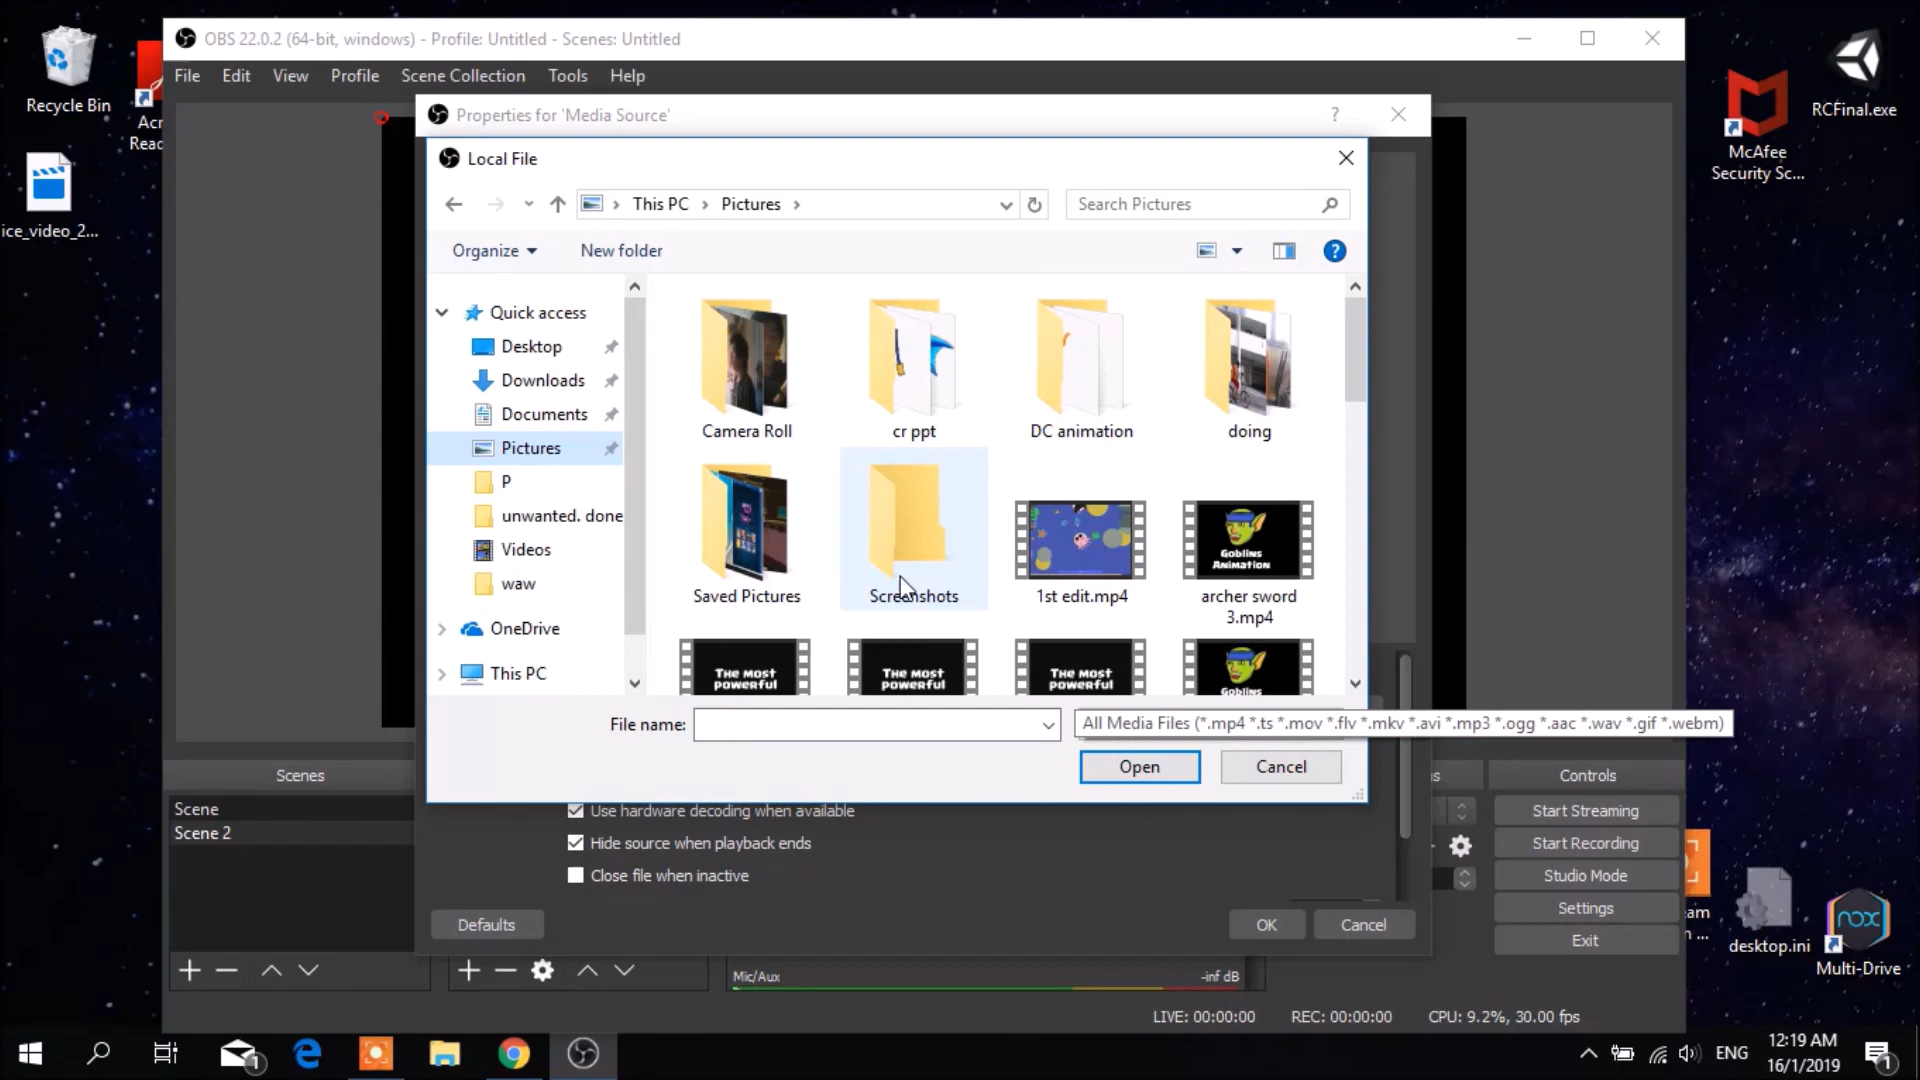 Recycle Bin
Acr
Reac
ice_video_2...
OBS 22.0.2 (64-bit, windows) - Profile: Untitled - Scenes: Untitled
File Edit View Profile Scene Collection Tools Help
Properties for 'Media Source'
?
Local File
This PC > Pictures >
Search Pictures
Organize
New folder
?
Quick access
Desktop
Downloads
Documents
Pictures
P
unwanted. done
Videos
waw
OneDrive
This PC
Camera Roll
cr ppt
DC animation
doing
Saved Pictures
Screenshots
1st edit.mp4
Goblins
Animation
archer sword
3.mp4
The most
powerful
The most
powerful
The most
powerful
Goblins
File name:
All Media Files (*.mp4 *.ts *.mov *.flv *.mkv *.avi *.mp3 *.ogg *.aac *.wav *.gif *.webm)
Open
Cancel
Use hardware decoding when available
Hide source when playback ends
Close file when inactive
Defaults
OK
Cancel
Scenes
Scene
Scene 2
ns
Controls
Start Streaming
Start Recording
Studio Mode
Settings
Exit
Mic/Aux
-inf dB
LIVE: 00:00:00
REC: 00:00:00
CPU: 9.2%, 30.00 fps
RCFinal.exe
McAfee
Security Sc...
eam
n ...
desktop.ini
nox
Multi-Drive
1
ENG
12:19 AM
16/1/2019
1